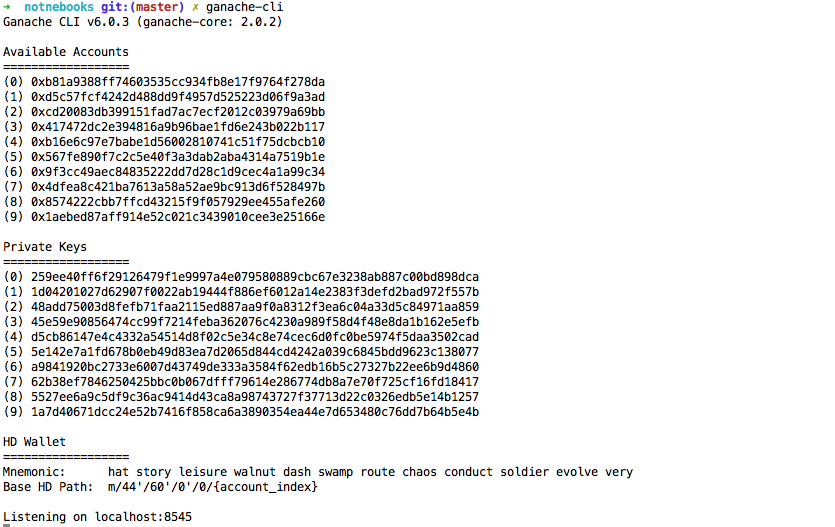 ➜  notnebooks git:(master) ✗ ganache-cli
Ganache CLI v6.0.3 (ganache-core: 2.0.2)

Available Accounts
==================
(0) 0xb81a9388ff74603535cc934fb8e17f9764f278da
(1) 0xd5c57fcf4242d488dd9f4957d525223d06f9a3ad
(2) 0xcd20083db399151fad7ac7ecf2012c03979a69bb
(3) 0x417472dc2e394816a9b96bae1fd6e243b022b117
(4) 0xb16e6c97e7babe1d56002810741c51f75dcbcb10
(5) 0x567fe890f7c2c5e40f3a3dab2aba4314a7519b1e
(6) 0x9f3cc49aec84835222dd7d28c1d9cec4a1a99c34
(7) 0x4dfea8c421ba7613a58a52ae9bc913d6f528497b
(8) 0x8574222cbb7ffcd43215f9f057929ee455afe260
(9) 0x1aebed87aff914e52c021c3439010cee3e25166e

Private Keys
==================
(0) 259ee40ff6f29126479f1e9997a4e079580889cbc67e3238ab887c00bd898dca
(1) 1d04201027d62907f0022ab19444f886ef6012a14e2383f3defd2bad972f557b
(2) 48add75003d8fefb71faa2115ed887aa9f0a8312f3ea6c04a33d5c84971aa859
(3) 45e59e90856474cc99f7214feba362076c4230a989f58d4f48e8da1b162e5efb
(4) d5cb86147e4c4332a54514d8f02c5e34c8e74cec6d0fc0be5974f5daa3502cad
(5) 5e142e7a1fd678b0eb49d83ea7d2065d844cd4242a039c6845bdd9623c138077
(6) a9841920bc2733e6007d43749de333a3584f62edb16b5c27327b22ee6b9d4860
(7) 62b38ef7846250425bbc0b067dfff79614e286774db8a7e70f725cf16fd18417
(8) 5527ee6a9c5df9c36ac9414d43ca8a98743727f37713d22c0326edb5e14b1257
(9) 1a7d40671dcc24e52b7416f858ca6a3890354ea44e7d653480c76dd7b64b5e4b

HD Wallet
==================
Mnemonic:      hat story leisure walnut dash swamp route chaos conduct soldier evolve very
Base HD Path:  m/44'/60'/0'/0/{account_index}

Listening on localhost:8545